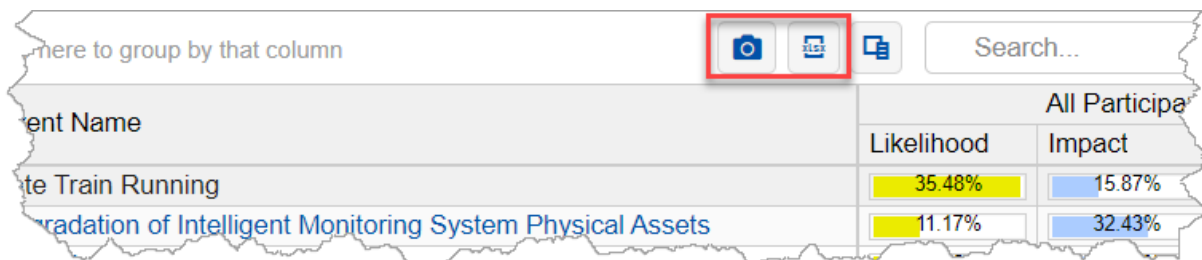 here to group by that column
xlsx
Search...
ent Name
All Participa
Likelihood
Impact
te Train Running
35.48%
15.87%
gradation of Intelligent Monitoring System Physical Assets
11.17%
32.43%